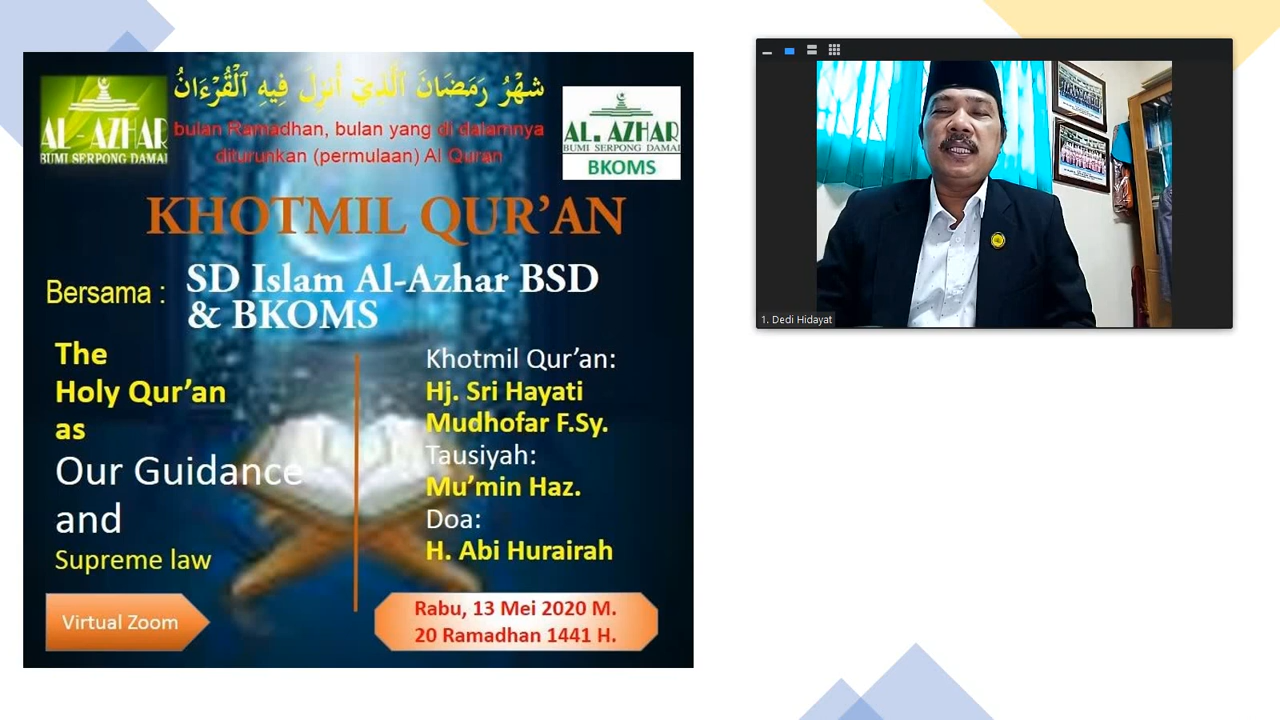 شَهْرُ رَمَضَانَ ٱلَّذِيٓ أُنزِلَ فِيهِ ٱلْقُرْءَانُ
AL-AZHAR
BUMI SERPONG DAMAI
bulan Ramadhan, bulan yang di dalamnya
diturunkan (permulaan) Al Quran
AL. AZHAR
BUMI SERPONG DAMAI
BKOMS
KHOTMIL QUR’AN
Bersama :
SD Islam Al-Azhar BSD
& BKOMS
The
Holy Qur’an
as
Our Guidance
and
Supreme law
Khotmil Qur’an:
Hj. Sri Hayati
Mudhofar F.Sy.
Tausiyah:
Mu’min Haz.
Doa:
H. Abi Hurairah
Virtual Zoom
Rabu, 13 Mei 2020 M.
20 Ramadhan 1441 H.
1. Dedi Hidayat